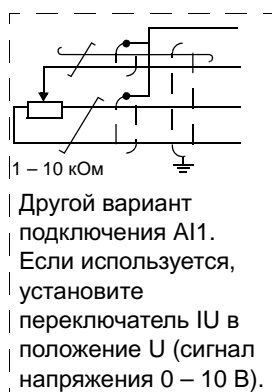 1 – 10 кОм
Другой вариант
подключения AI1.
Если используется,
установите
переключатель IU в
положение U (сигнал
напряжения 0 – 10 В).